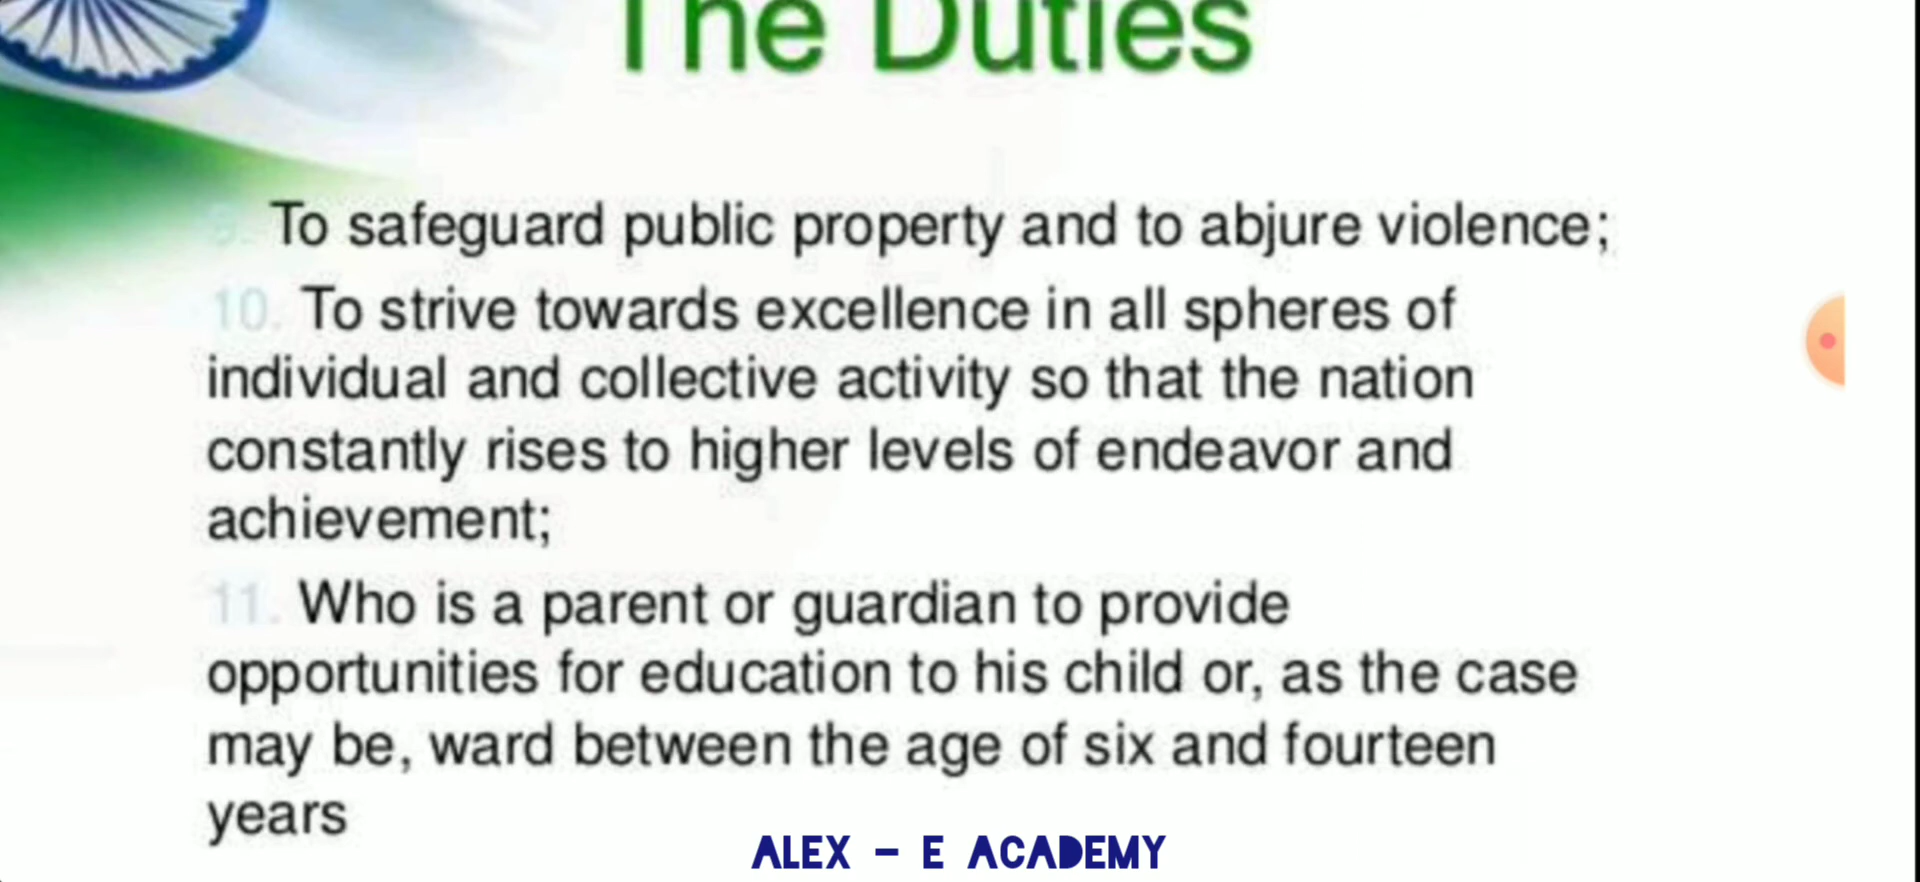 The Duties
9. To safeguard public property and to abjure violence;
10. To strive towards excellence in all spheres of
individual and collective activity so that the nation
constantly rises to higher levels of endeavor and
achievement;
11. Who is a parent or guardian to provide
opportunities for education to his child or, as the case
may be, ward between the age of six and fourteen
years
ALEX - E ACADEMY